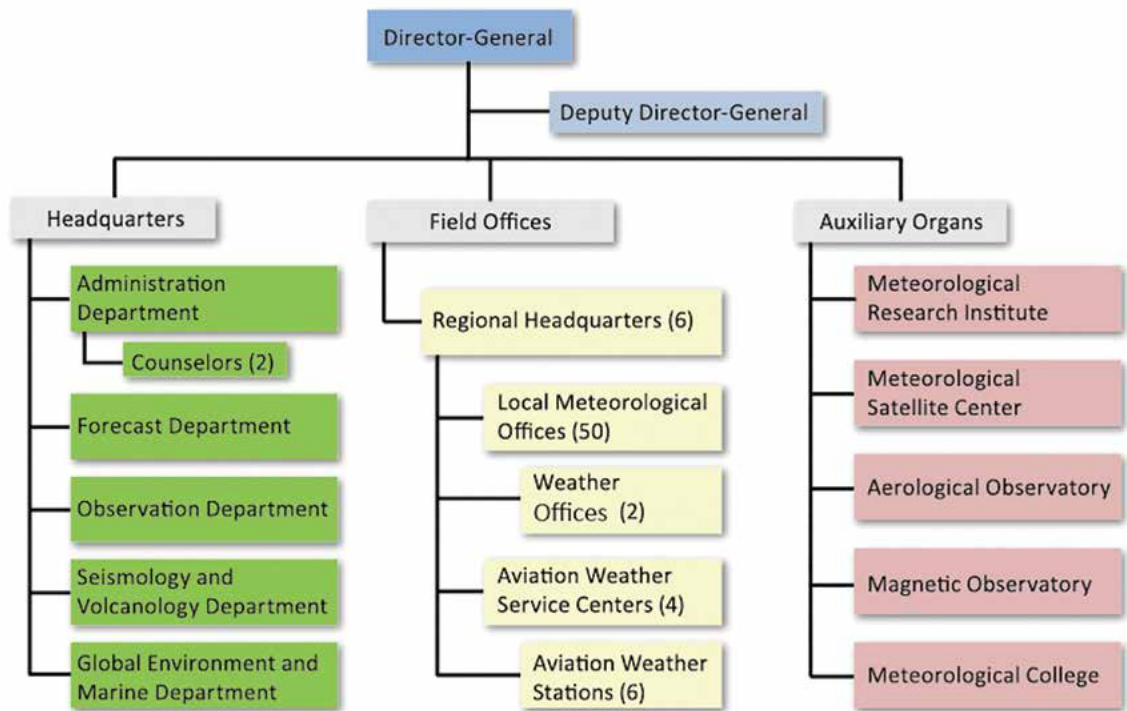 Director-General
Deputy Director-General
Headquarters
Administration
Department
Counselors (2)
Forecast Department
Observation Department
Seismology and
Volcanology Department
Global Environment and
Marine Department
Field Offices
Regional Headquarters (6)
Local Meteorological
Offices (50)
Weather
Offices (2)
Aviation Weather
Service Centers (4)
Aviation Weather
Stations (6)
Auxiliary Organs
Meteorological
Research Institute
Meteorological
Satellite Center
Aerological Observatory
Magnetic Observatory
Meteorological College